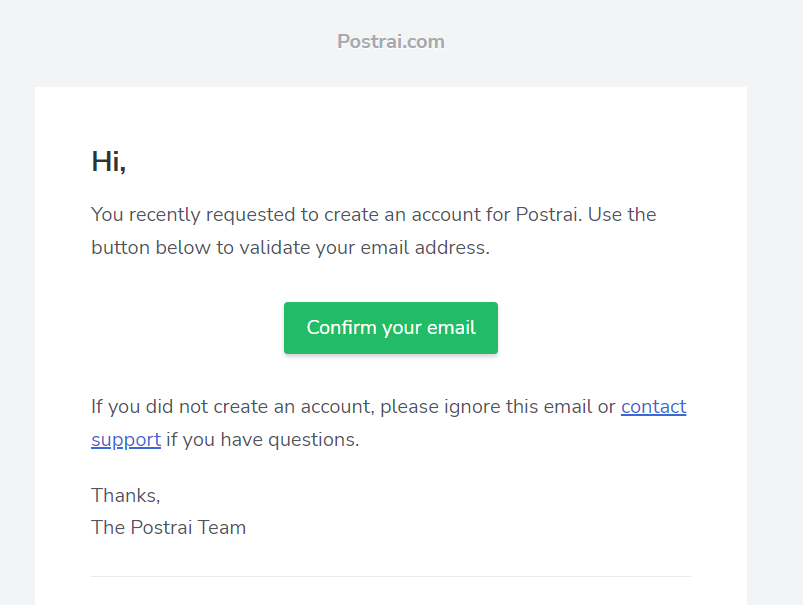 Postrai.com
Hi,
You recently requested to create an account for Postrai. Use the
button below to validate your email address.
Confirm your email
If you did not create an account, please ignore this email or contact
support if you have questions.
Thanks,
The Postrai Team